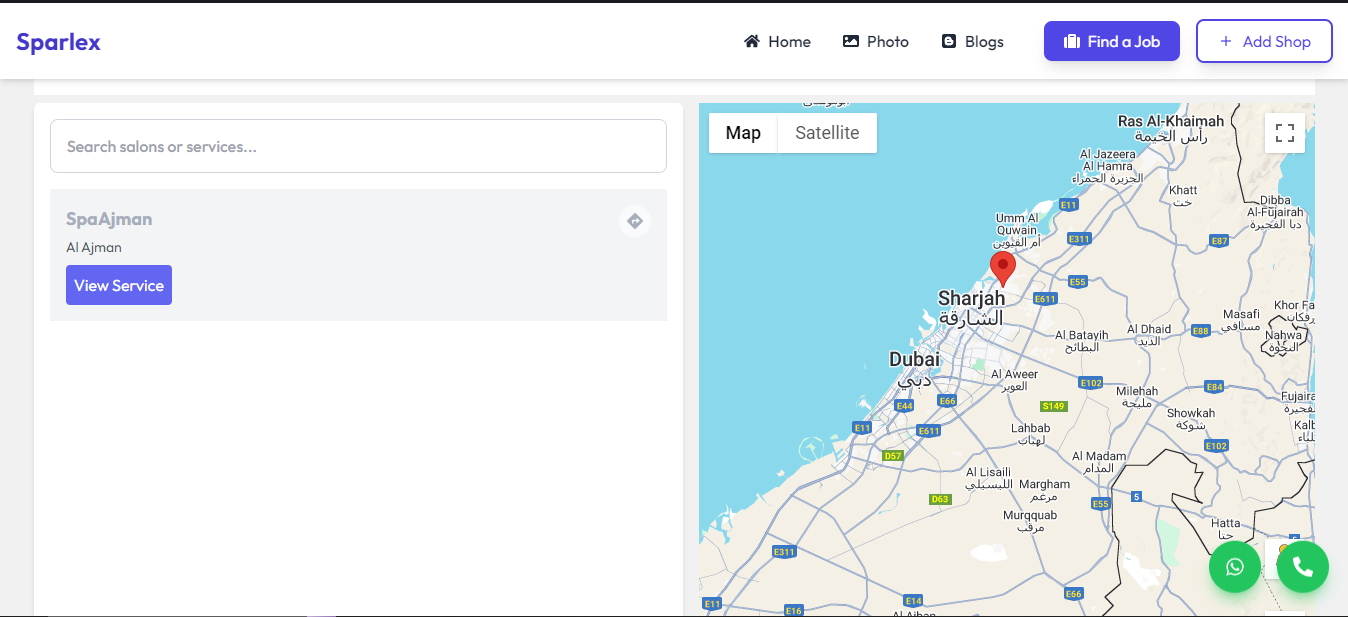 Sparlex
Home
Photo
Blogs
Find a Job
+ Add Shop
Search salons or services...
SpaAjman
Al Ajman
View Service
Map
Satellite
Ras Al-Khaimah
رأس الخيمة
Al Jazeera
Al Hamra
الجزيرة الحمراء
Khatt
خت
Dibba
Al-Fujairah
دبا الفجيرة
E11
Umm Al
Quwain
أم القيوين
E311
E87
E55
E611
Sharjah
الشارقة
Khor Fa
Masafi
مسافي
Nahwa
النحوة
Al Batayih
البطائح
Al Dhaid
الذيد
E88
Dubai
دبي
Al Aweer
العوير
E102
Milehah
مليحة
E84
Fujaira
الفجيرة
E44
E66
S149
Showkah
شوكة
Kalb
E11
E611
Lahbab
لهباب
E102
D57
Al Madam
المدام
Al Lisaili
الليسيلي
Margham
مرغم
D63
E55
5
Murqquab
مرقب
Hatta
حتا
E311
E66
E11
E16
E14
Al Aiban